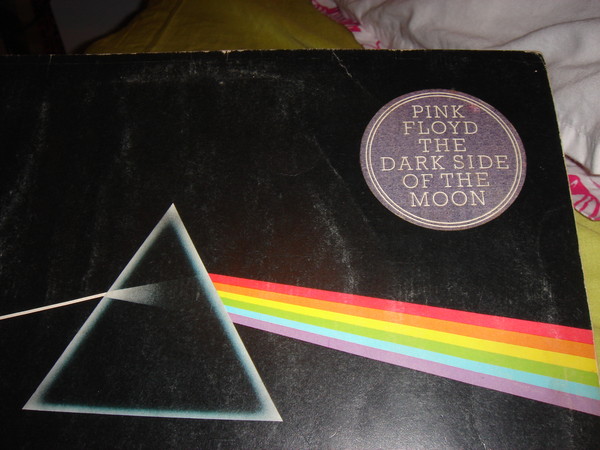 PINK
FLOYD
THE
DARK SIDE
OF THE
MOON